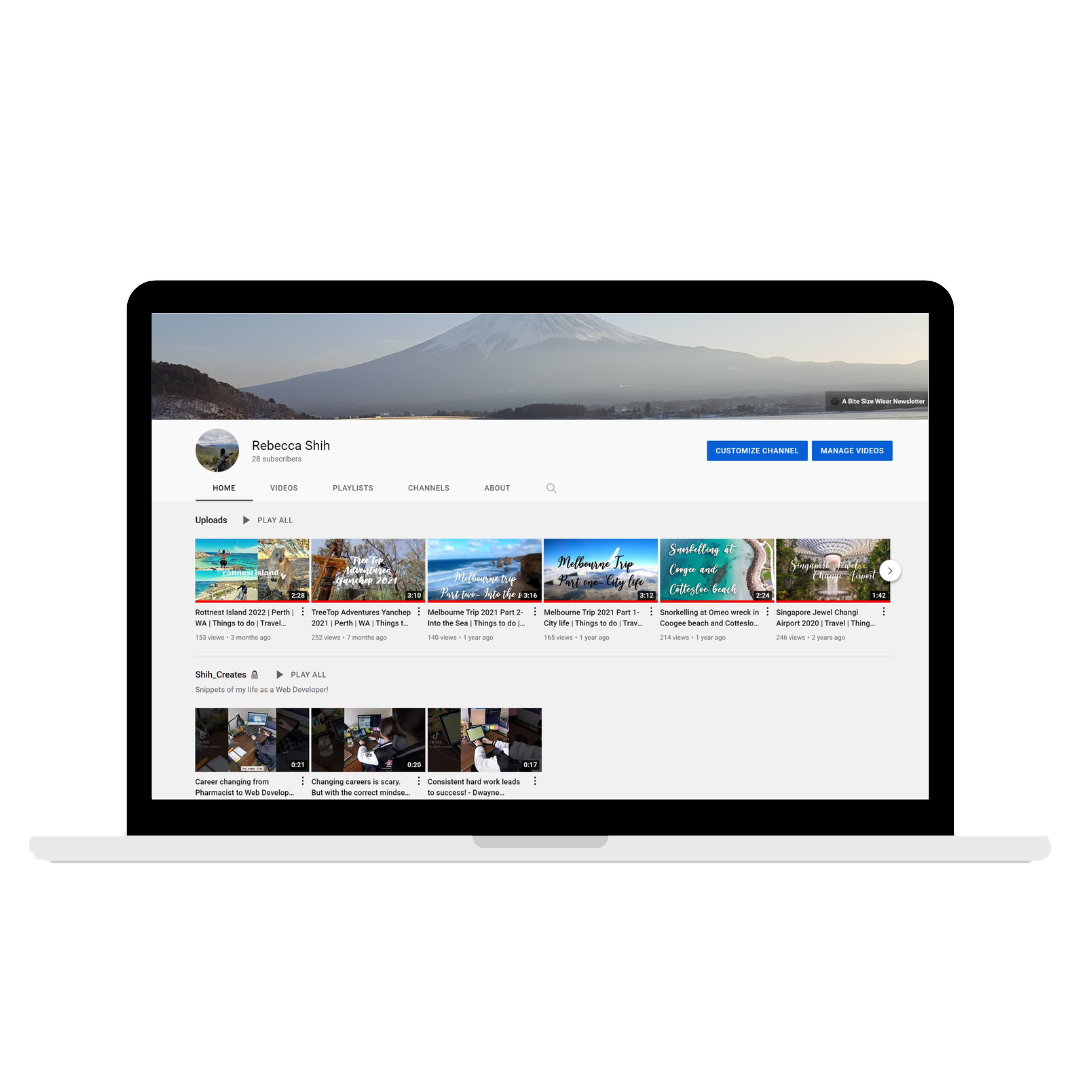 A Bite Size Wiser Newsletter
Rebecca Shih
28 subscribers
CUSTOMIZE CHANNEL
MANAGE VIDEOS
HOME
VIDEOS
PLAYLISTS
CHANNELS
ABOUT
Uploads
PLAY ALL
rottnest island
2:28
Tree Top
Adventures
Yanchep 2021
3:10
Melbourne trip
Part two- Into the s
3:16
Melbourne Trip
Part one- City life
3:12
Snorkelling at
Coogee and
Cottesloe beach
2:24
Singapore Jewel
Changi Airport
1:42
Rottnest Island 2022 | Perth |
WA | Things to do | Travel...
153 views • 3 months ago
TreeTop Adventures Yanchep
2021 | Perth | WA | Things t...
252 views • 7 months ago
Melbourne Trip 2021 Part 2-
Into the Sea | Things to do |...
140 views • 1 year ago
Melbourne Trip 2021 Part 1-
City life | Things to do | Trav...
165 views • 1 year ago
Snorkelling at Omeo wreck in
Coogee beach and Cotteslo...
214 views • 1 year ago
Singapore Jewel Changi
Airport 2020 | Travel | Thing...
246 views • 2 years ago
Shih_Creates
PLAY ALL
Snippets of my life as a Web Developer!
0:21
0:20
0:17
Career changing from
Pharmacist to Web Develop...
Changing careers is scary.
But with the correct mindse...
Consistent hard work leads
to success! - Dwayne...